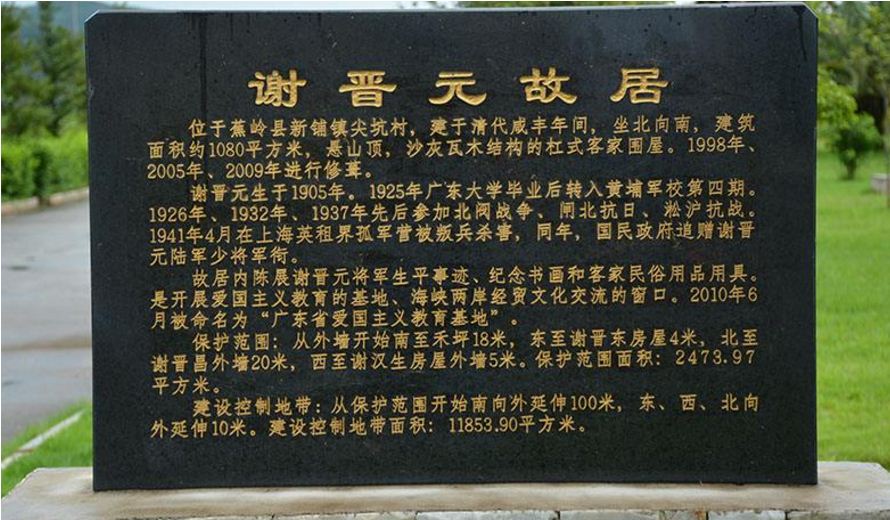 谢晋元故居
位于蕉岭县新铺镇尖坑村，建于清代咸丰年间，坐北向南，建筑
面积约1080平方米，悬山顶，沙灰瓦木结构的杠式客家围屋。1998年、
2005年、2009年进行修葺。
谢晋元生于1905年。1925年广东大学毕业后转入黄埔军校第四期。
1926年、1932年、1937年先后参加北阀战争、闸北抗日、淞沪抗战。
1941年4月在上海英租界孤军营被叛兵杀害，同年，国民政府追赠谢晋
元陆军少将军衔。
故居内陈展谢晋元将军生平事迹、纪念书画和客家民俗用品用具。
是开展爱国主义教育的基地、海峡两岸经贸文化交流的窗口。2010年6
月被命名为“广东省爱国主义教育基地”。
保护范围：从外墙开始南至禾坪18米，东至谢晋东房屋4米，北至
谢晋昌外墙20米，西至谢汉生房屋外墙5米。保护范围面积：2473.97
平方米。
建设控制地带：从保护范围开始南向外延伸100米，东、西、北向
外延伸10米。建设控制地带面积：11853.90平方米。